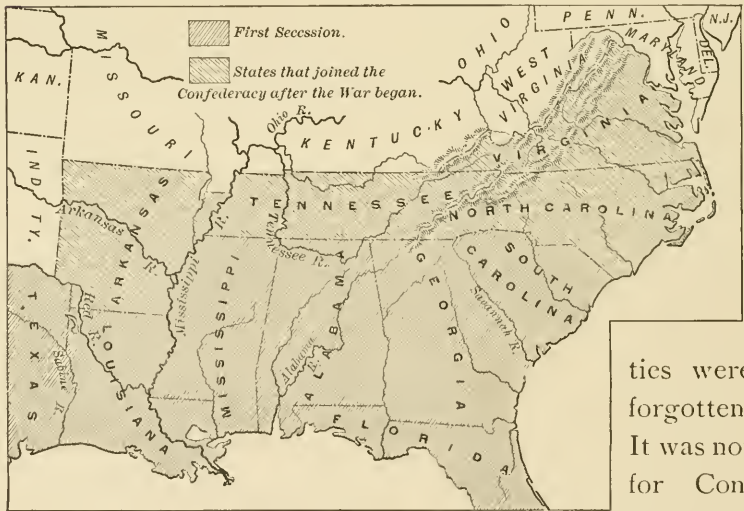 First Secession.
States that joined the
Confederacy after the War began.
PENN.
N.J.
OHIO
MARYLAND
DEL.
WEST
VIRGINIA
KAN.
MISSOURI
Ohio R.
KENTUCKY
VIRGINIA
IND. TY.
TENNESSEE
NORTH CAROLINA
Arkansas R.
ARKANSAS
Mississippi R.
Tennessee R.
SOUTH
CAROLINA
Savannah R.
GEORGIA
ALABAMA
Alabama R.
MISSISSIPPI
Red R.
LOUISIANA
TEXAS
Sabine R.
FLORIDA
ties were
forgotten
It was no
for Con